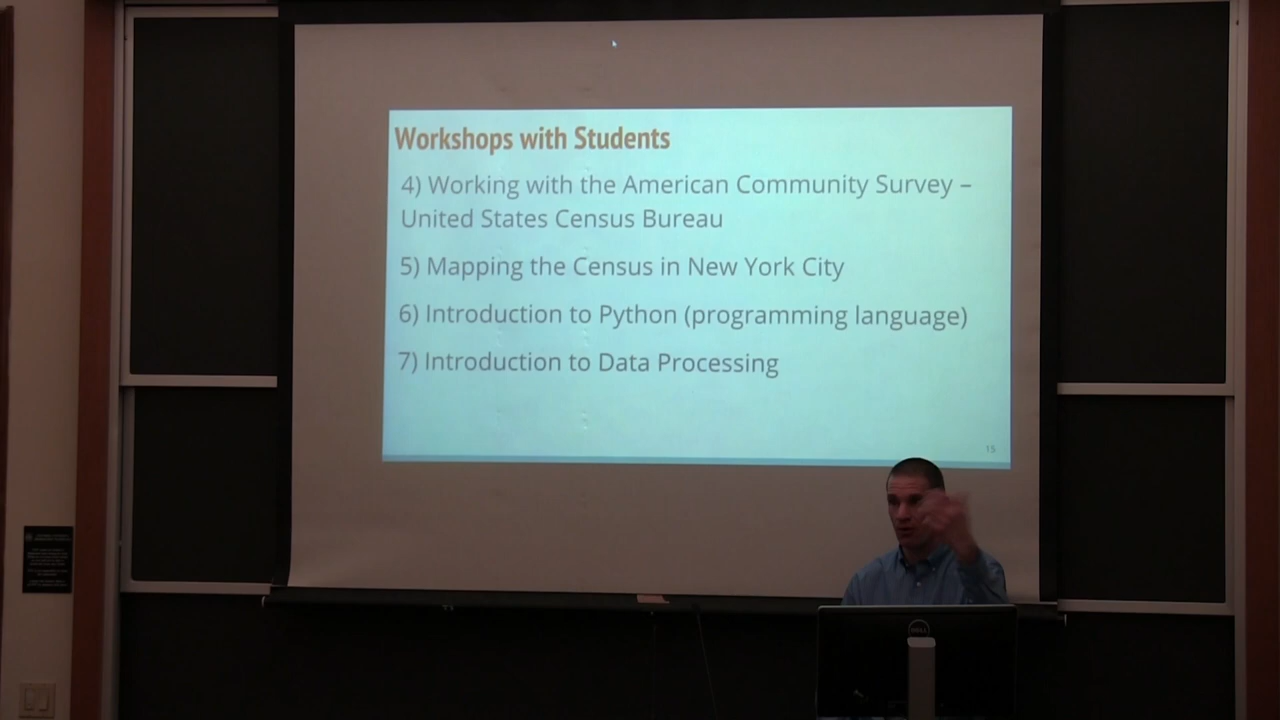 Workshops with Students
4) Working with the American Community Survey –
United States Census Bureau
5) Mapping the Census in New York City
6) Introduction to Python (programming language)
7) Introduction to Data Processing
15
DELL